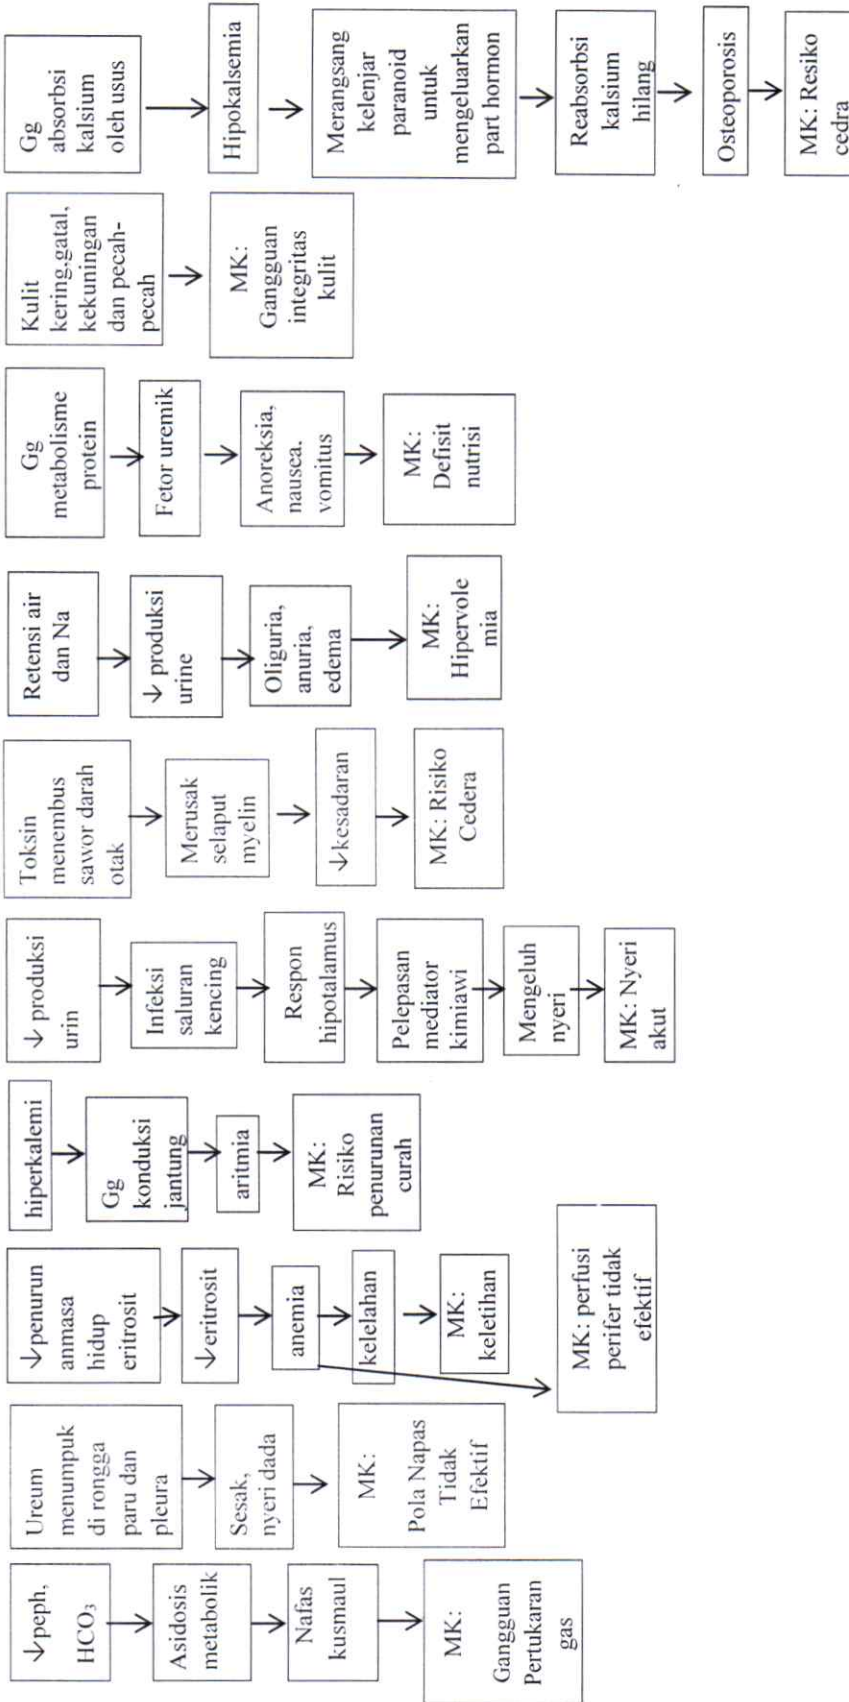 ↓peph,
HCO₃
Asidosis
metabolik
Nafas
kusmaul
MK:
Gangguan
Pertukaran
gas
Ureum
menumpuk
di rongga
paru dan
pleura
Sesak,
nyeri dada
MK:
Pola Napas
Tidak
Efektif
↓penurun
anmasa
hidup
eritrosit
↓eritrosit
anemia
kelelahan
MK:
keletihan
MK: perfusi
perifer tidak
efektif
hiperkalemi
Gg
konduksi
jantung
aritmia
MK:
Risiko
penurunan
curah
↓ produksi
urin
Infeksi
saluran
kencing
Respon
hipotalamus
Pelepasan
mediator
kimiawi
Mengeluh
nyeri
MK: Nyeri
akut
Toksin
menembus
sawor darah
otak
Merusak
selaput
myelin
↓kesadaran
MK: Risiko
Cedera
Retensi air
dan Na
↓ produksi
urine
Oliguria,
anuria,
edema
MK:
Hipervole
mia
Gg
metabolisme
protein
Fetor uremik
Anoreksia,
nausea.
vomitus
MK:
Defisit
nutrisi
Kulit
kering,gatal,
kekuningan
dan pecah-
pecah
MK:
Gangguan
integritas
kulit
Gg
absorbsi
kalsium
oleh usus
Hipokalsemia
Merangsang
kelenjar
paranoid
untuk
mengeluarkan
part hormon
Reabsorbsi
kalsium
hilang
Osteoporosis
MK: Resiko
cedra